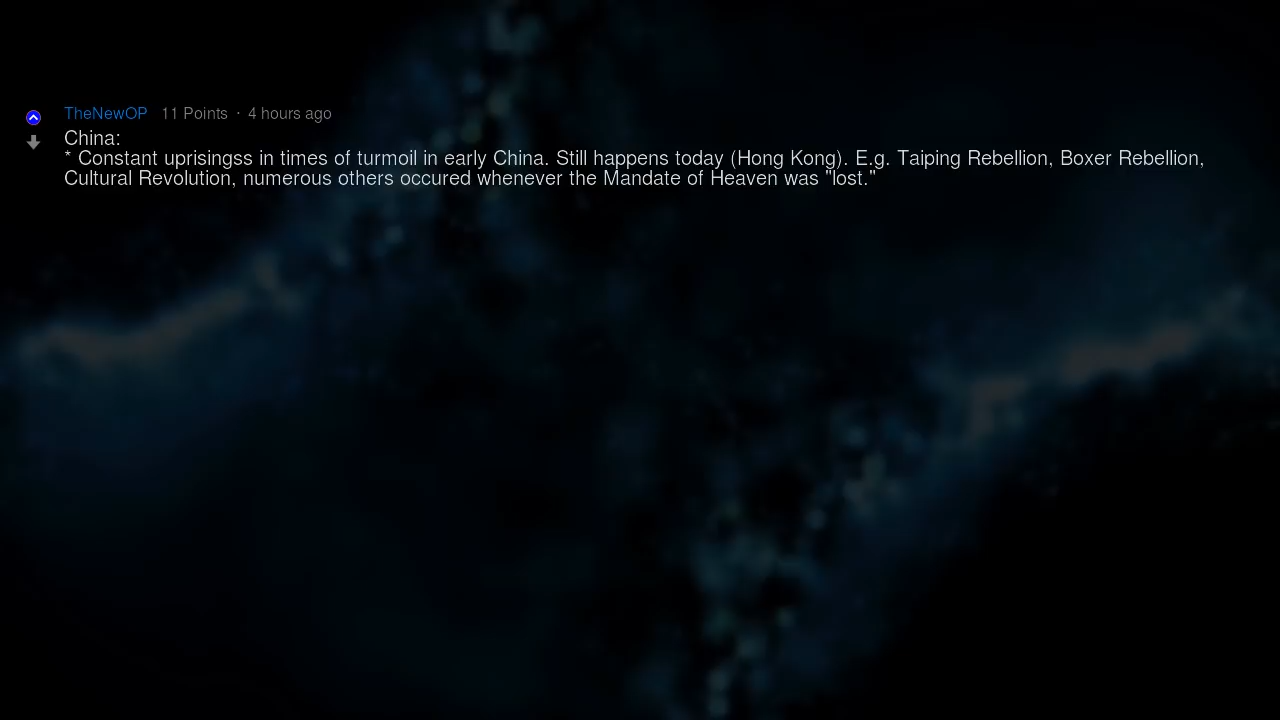 TheNewOP 11 Points · 4 hours ago
China:
* Constant uprisingss in times of turmoil in early China. Still happens today (Hong Kong). E.g. Taiping Rebellion, Boxer Rebellion,
Cultural Revolution, numerous others occured whenever the Mandate of Heaven was "lost."